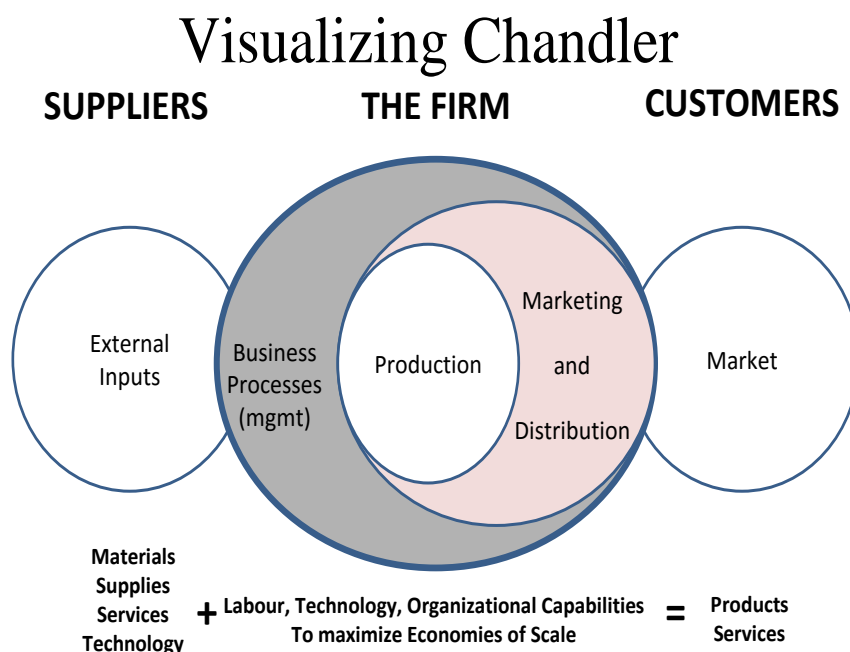 Visualizing Chandler
SUPPLIERS
THE FIRM
CUSTOMERS
External
Inputs
Business
Processes
(mgmt)
Production
Marketing
and
Distribution
Market
Materials
Supplies
Services
Technology
+
Labour, Technology, Organizational Capabilities
To maximize Economies of Scale
=
Products
Services